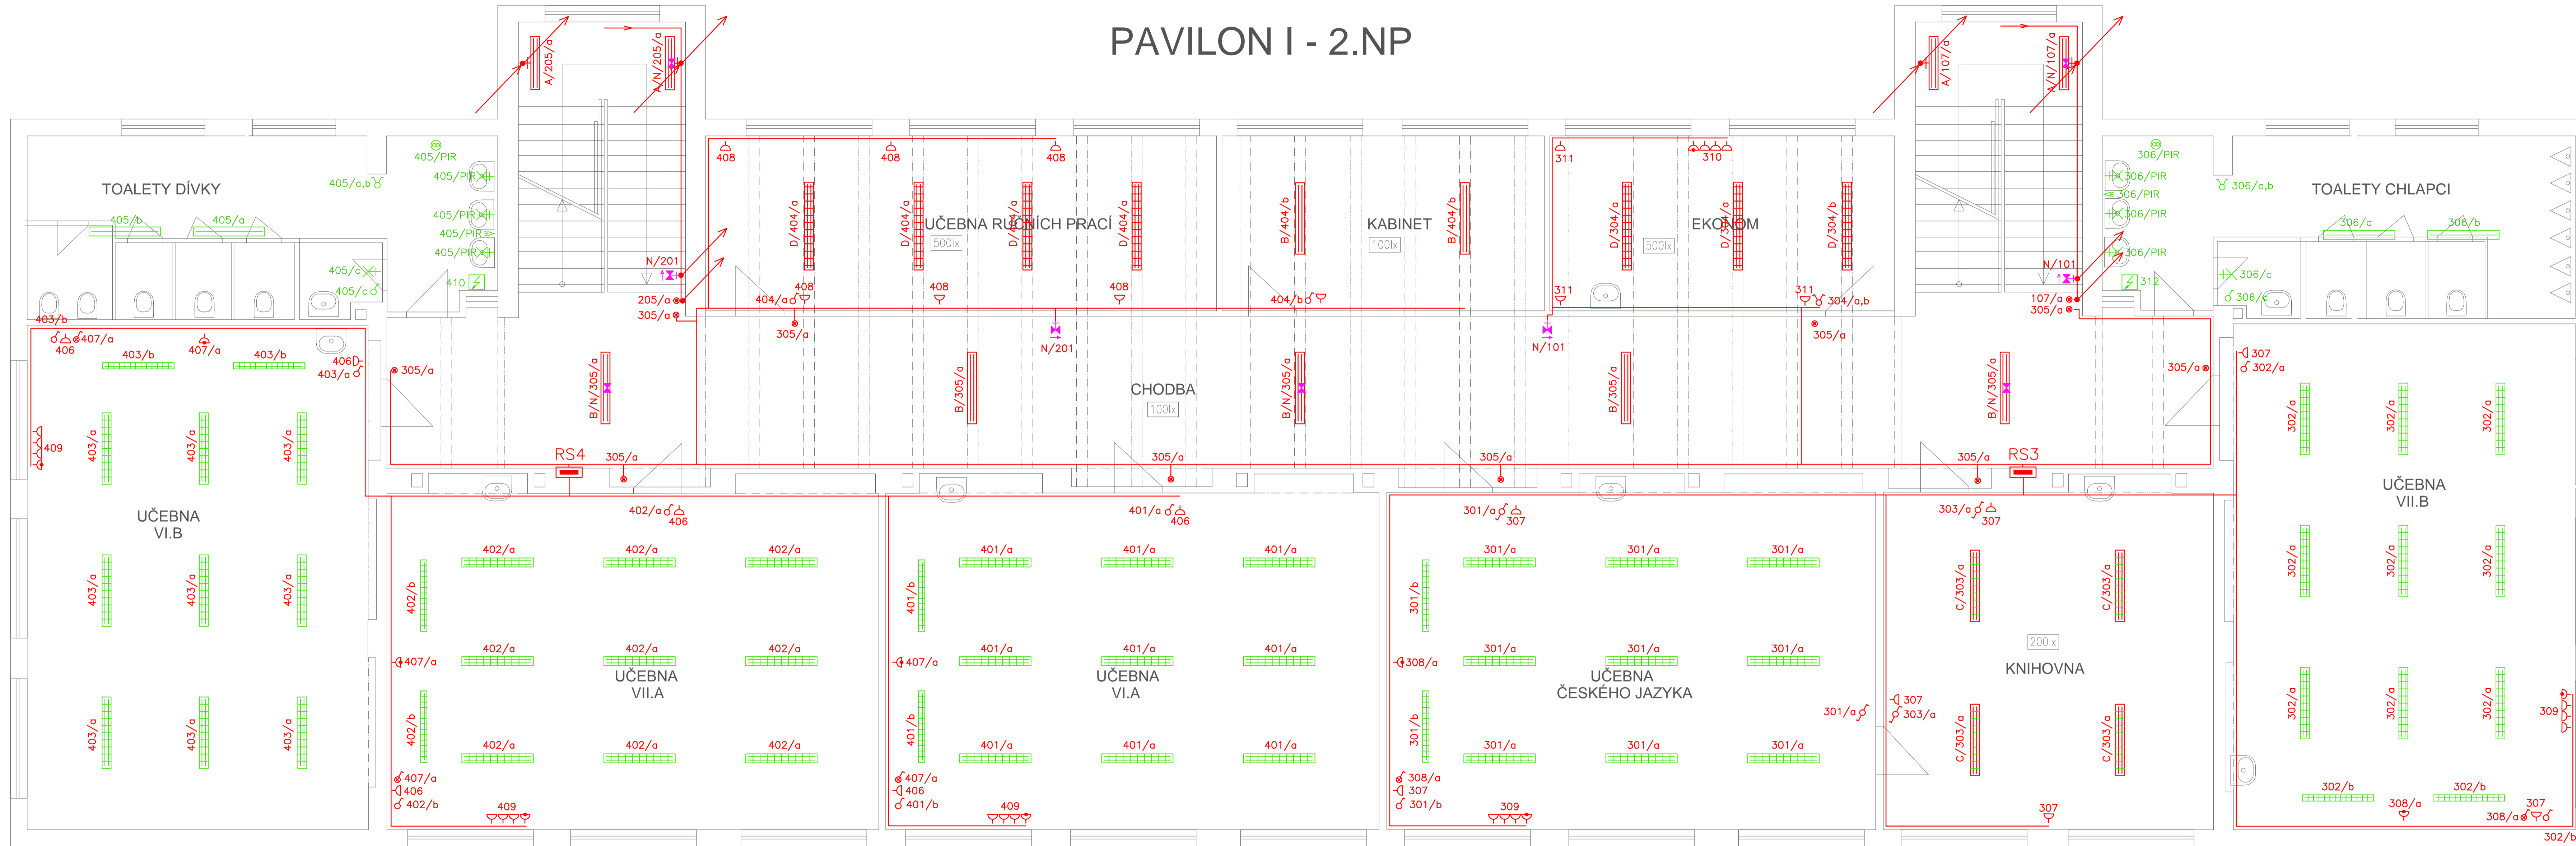 PAVILON I - 2.NP
A/205/a
A/N/205/a
A/107/a
A/N/107/a
405/PIR
408
408
408
311
310
306/PIR
TOALETY DÍVKY
405/a,b
405/PIR
306/PIR
306/a,b
TOALETY CHLAPCI
306/PIR
405/b
405/a
405/PIR
405/PIR
405/PIR
D/404/a
D/404/a
D/404/a
D/404/a
UČEBNA RUČNÍCH PRACÍ
500lx
B/404/b
KABINET
100lx
B/404/b
D/304/a
500lx
EKONOM
D/304/a
D/304/b
306/PIR
306/PIR
306/a
306/b
N/201
N/101
405/c
405/c
410
312
306/c
306/c
205/a
305/a
404/a
408
408
408
404/b
311
311
304/a,b
107/a
305/a
305/a
N/201
N/101
305/a
403/b
406
407/a
407/a
403/b
403/b
406
403/a
305/a
B/N/305/a
B/305/a
CHODBA
100lx
B/N/305/a
B/305/a
B/N/305/a
305/a
307
302/a
409
403/a
403/a
403/a
RS4
305/a
305/a
305/a
305/a
RS3
302/a
302/a
302/a
UČEBNA
VI.B
UČEBNA
VII.B
402/a
406
401/a
406
301/a
307
303/a
307
403/a
403/a
403/a
402/b
402/a
402/a
402/a
401/b
401/a
401/a
401/a
301/b
301/a
301/a
301/a
C/303/a
C/303/a
302/a
302/a
302/a
200lx
KNIHOVNA
407/a
402/a
402/a
402/a
407/a
401/a
401/a
401/a
308/a
301/a
301/a
301/a
UČEBNA
VII.A
UČEBNA
VI.A
UČEBNA
ČESKÉHO JAZYKA
403/a
403/a
403/a
402/b
401/b
301/b
301/a
307
303/a
C/303/a
C/303/a
302/a
302/a
302/a
309
402/a
402/a
402/a
401/a
401/a
401/a
301/a
301/a
301/a
407/a
406
402/b
409
407/a
406
401/b
409
308/a
307
301/b
309
307
302/b
302/b
308/a
307
308/a
302/b